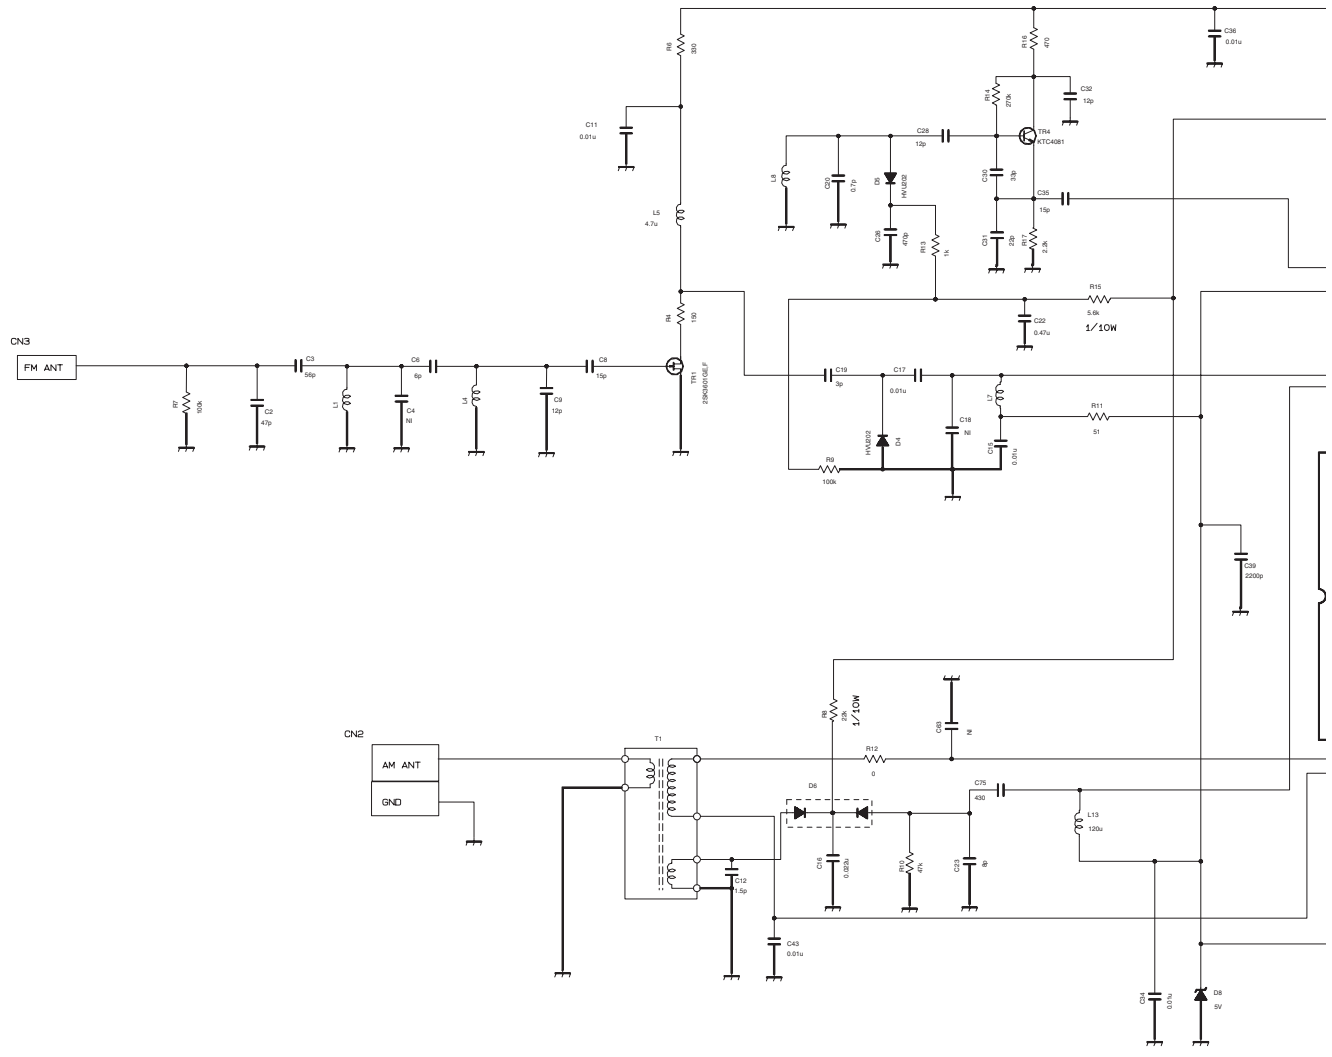 R6
330
R16
470
C36
0.01u
R14
270k
C32
12p
C11
0.01u
C28
12p
TR4
KTC4081
L8
C20
0.7p
D5
HVU202
C30
33p
C35
15p
L5
4.7u
C26
470p
R13
1k
C31
22p
R17
2.2k
R15
5.6k
1/10W
R4
150
C22
0.47u
CN3
FM ANT
C3
56p
C6
6p
C8
15p
TR1
2SK3601GE,F
C19
3p
C17
0.01u
R7
100k
C2
47p
L1
C4
NI
L4
C9
12p
L7
R11
51
C18
NI
HVU202
D4
C15
0.01u
R9
100k
C39
2200p
R8
22k
1/10W
C63
NI
CN2
T1
AM ANT
GND
R12
0
D6
C75
430
L13
120u
C16
0.022u
R10
47k
C23
8p
C12
1.5p
C43
0.01u
C34
0.01u
D8
5V